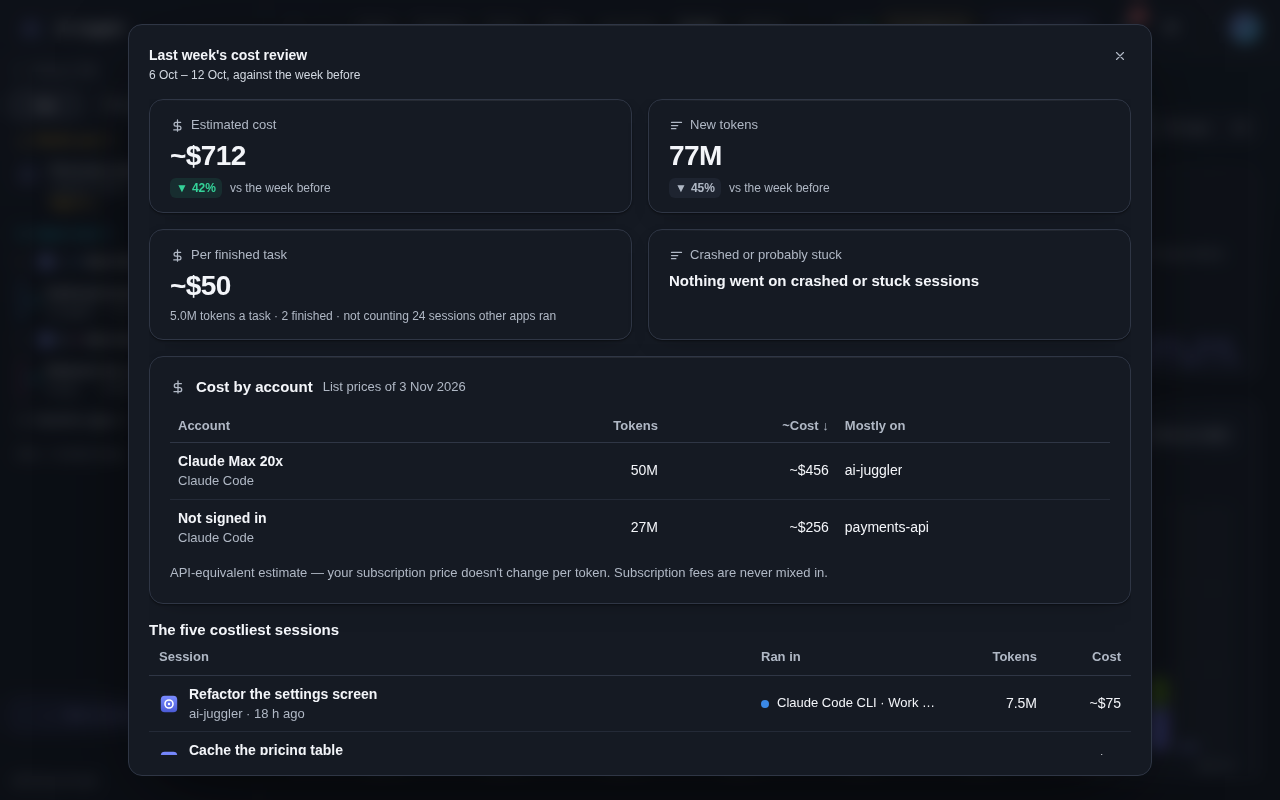 Last week's cost review
6 Oct – 12 Oct, against the week before
Estimated cost
~$712
▼ 42% vs the week before
New tokens
77M
▼ 45% vs the week before
Per finished task
~$50
5.0M tokens a task · 2 finished · not counting 24 sessions other apps ran
Crashed or probably stuck
Nothing went on crashed or stuck sessions
Cost by account List prices of 3 Nov 2026
Account Tokens ~Cost ↓ Mostly on
Claude Max 20x
Claude Code
50M ~$456 ai-juggler
Not signed in
Claude Code
27M ~$256 payments-api
API-equivalent estimate — your subscription price doesn't change per token. Subscription fees are never mixed in.
The five costliest sessions
Session Ran in Tokens Cost
Refactor the settings screen
ai-juggler · 18 h ago
Claude Code CLI · Work … 7.5M ~$75
Cache the pricing table